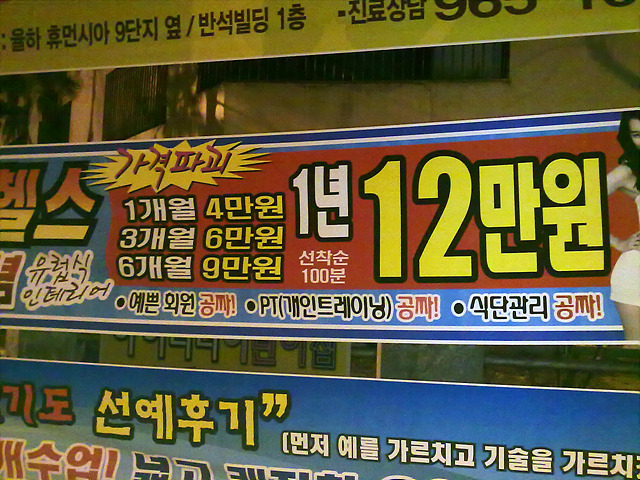 : 율하 휴먼시아 9단지 옆 / 반석빌딩 1층 -진료상담 965
헬스 가격파괴
1개월 4만원
3개월 6만원
6개월 9만원
1년 12만원
선착순
100분
유럽식
인테리어
• 예쁜 회원 공짜! • PT(개인트레이닝) 공짜! • 식단관리 공짜!
기도 선예후기"
(먼저 예를 가르치고 기술을 가르치